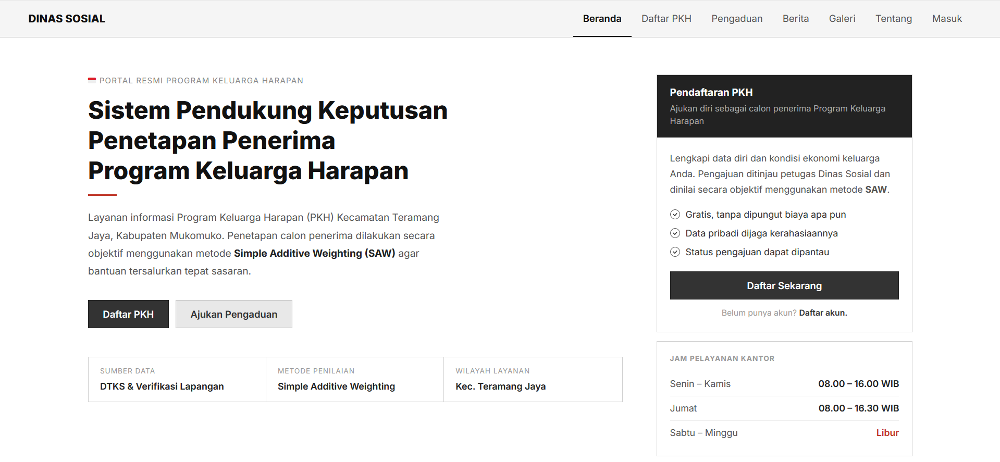 DINAS SOSIAL
Beranda
Daftar PKH
Pengaduan
Berita
Galeri
Tentang
Masuk
PORTAL RESMI PROGRAM KELUARGA HARAPAN
Sistem Pendukung Keputusan
Penetapan Penerima
Program Keluarga Harapan
Layanan informasi Program Keluarga Harapan (PKH) Kecamatan Teramang
Jaya, Kabupaten Mukomuko. Penetapan calon penerima dilakukan secara
objektif menggunakan metode Simple Additive Weighting (SAW) agar
bantuan tersalurkan tepat sasaran.
Daftar PKH
Ajukan Pengaduan
SUMBER DATA
DTKS & Verifikasi Lapangan
METODE PENILAIAN
Simple Additive Weighting
WILAYAH LAYANAN
Kec. Teramang Jaya
Pendaftaran PKH
Ajukan diri sebagai calon penerima Program Keluarga
Harapan
Lengkapi data diri dan kondisi ekonomi keluarga
Anda. Pengajuan ditinjau petugas Dinas Sosial dan
dinilai secara objektif menggunakan metode SAW.
Gratis, tanpa dipungut biaya apa pun
Data pribadi dijaga kerahasiaannya
Status pengajuan dapat dipantau
Daftar Sekarang
Belum punya akun? Daftar akun.
JAM PELAYANAN KANTOR
Senin – Kamis 08.00 – 16.00 WIB
Jumat 08.00 – 16.30 WIB
Sabtu – Minggu Libur